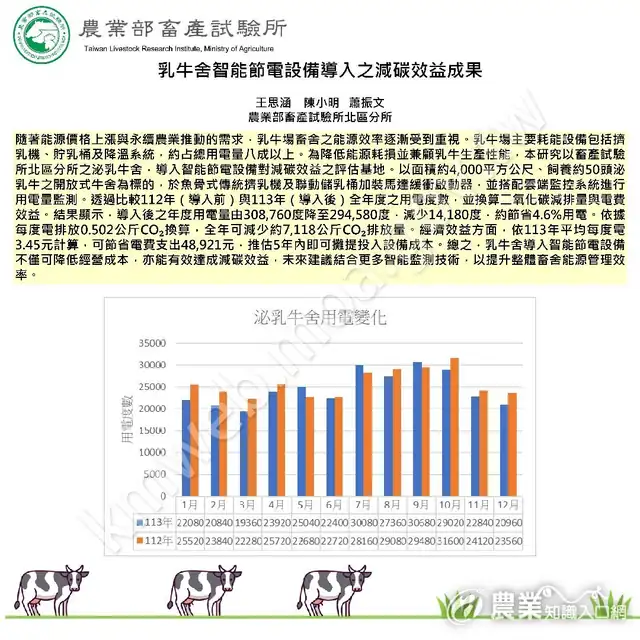 農業部畜產試驗所
Taiwan Livestock Research Institute, Ministry of Agriculture
乳牛舍智能節電設備導入之減碳效益成果
王思涵 陳小明 蕭振文
農業部畜產試驗所北區分所
隨著能源價格上漲與永續農業推動的需求，乳牛場畜舍之能源效率逐漸受到重視。乳牛場主要耗能設備包括擠
乳機、貯乳桶及降溫系統，約占總用電量八成以上。為降低能源耗損並兼顧乳牛生產性能，本研究以畜產試驗
所北區分所之泌乳牛舍，導入智能節電設備對減碳效益之評估基地。以面積約4,000平方公尺、飼養約50頭泌
乳牛之開放式牛舍為標的，於魚骨式傳統擠乳機及聯動儲乳桶加裝馬達緩衝啟動器，並搭配雲端監控系統進行
用電量監測。透過比較112年（導入前）與113年（導入後）全年度之用電度數，並換算二氧化碳減排量與電費
效益。結果顯示，導入後之年度用電量由308,760度降至294,580度，減少14,180度，約節省4.6%用電。依據
每度電排放0.502公斤CO₂換算，全年可減少約7,118公斤CO₂排放量。經濟效益方面，依113年平均每度電
3.45元計算，可節省電費支出48,921元，推估5年內即可攤提投入設備成本。總之，乳牛舍導入智能節電設備
不僅可降低經營成本，亦能有效達成減碳效益，未來建議結合更多智能監測技術，以提升整體畜舍能源管理效
率。
泌乳牛舍用電變化
用電度數
35000
30000
25000
20000
15000
10000
5000
0
1月 2月 3月 4月 5月 6月 7月 8月 9月 10月 11月 12月
113年 22080 20840 19360 23920 25040 22400 30080 27360 30680 29020 22840 20960
112年 25520 23840 22280 25720 22680 22720 28160 29080 29480 31600 24120 23560
農業知識入口網